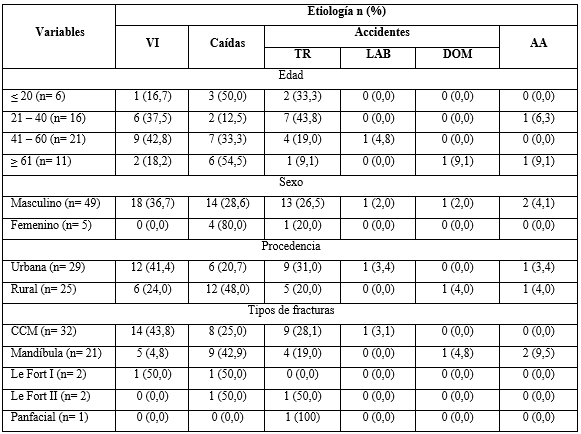 Variables Etiología n (%)
VI Caídas Accidentes AA
TR LAB DOM
Edad
≤ 20 (n= 6) 1 (16,7) 3 (50,0) 2 (33,3) 0 (0,0) 0 (0,0) 0 (0,0)
21 – 40 (n= 16) 6 (37,5) 2 (12,5) 7 (43,8) 0 (0,0) 0 (0,0) 1 (6,3)
41 – 60 (n= 21) 9 (42,8) 7 (33,3) 4 (19,0) 1 (4,8) 0 (0,0) 0 (0,0)
≥ 61 (n= 11) 2 (18,2) 6 (54,5) 1 (9,1) 0 (0,0) 1 (9,1) 1 (9,1)
Sexo
Masculino (n= 49) 18 (36,7) 14 (28,6) 13 (26,5) 1 (2,0) 1 (2,0) 2 (4,1)
Femenino (n= 5) 0 (0,0) 4 (80,0) 1 (20,0) 0 (0,0) 0 (0,0) 0 (0,0)
Procedencia
Urbana (n= 29) 12 (41,4) 6 (20,7) 9 (31,0) 1 (3,4) 0 (0,0) 1 (3,4)
Rural (n= 25) 6 (24,0) 12 (48,0) 5 (20,0) 0 (0,0) 1 (4,0) 1 (4,0)
Tipos de fracturas
CCM (n= 32) 14 (43,8) 8 (25,0) 9 (28,1) 1 (3,1) 0 (0,0) 0 (0,0)
Mandíbula (n= 21) 5 (4,8) 9 (42,9) 4 (19,0) 0 (0,0) 1 (4,8) 2 (9,5)
Le Fort I (n= 2) 1 (50,0) 1 (50,0) 0 (0,0) 0 (0,0) 0 (0,0) 0 (0,0)
Le Fort II (n= 2) 0 (0,0) 1 (50,0) 1 (50,0) 0 (0,0) 0 (0,0) 0 (0,0)
Panfacial (n= 1) 0 (0,0) 0 (0,0) 1 (100) 0 (0,0) 0 (0,0) 0 (0,0)